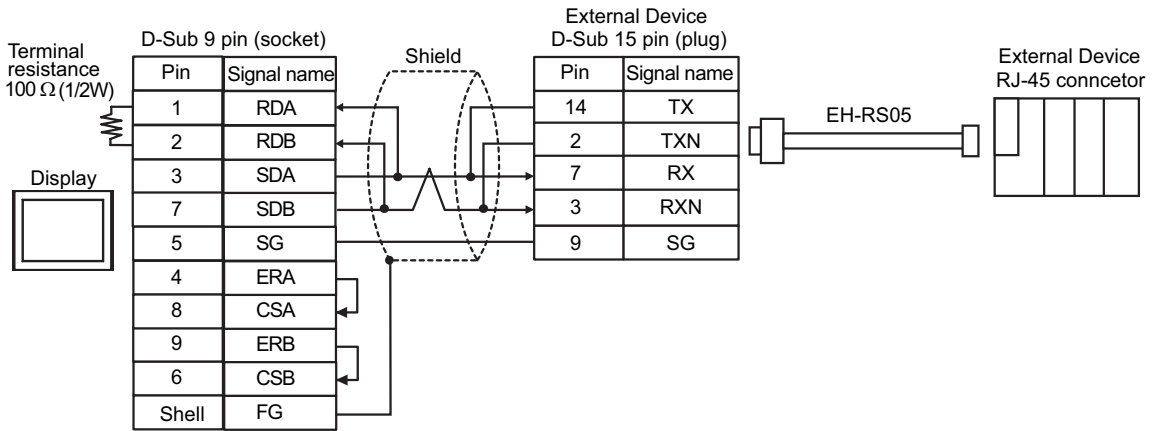 External Device
D-Sub 9 pin (socket)
D-Sub 15 pin (plug)
Terminal
resistance
100 Ω (1/2W)
Shield
External Device
RJ-45 conncetor
Pin Signal name
1 RDA
2 RDB
3 SDA
7 SDB
5 SG
4 ERA
8 CSA
9 ERB
6 CSB
Shell FG
Pin Signal name
14 TX
2 TXN
7 RX
3 RXN
9 SG
EH-RS05
Display